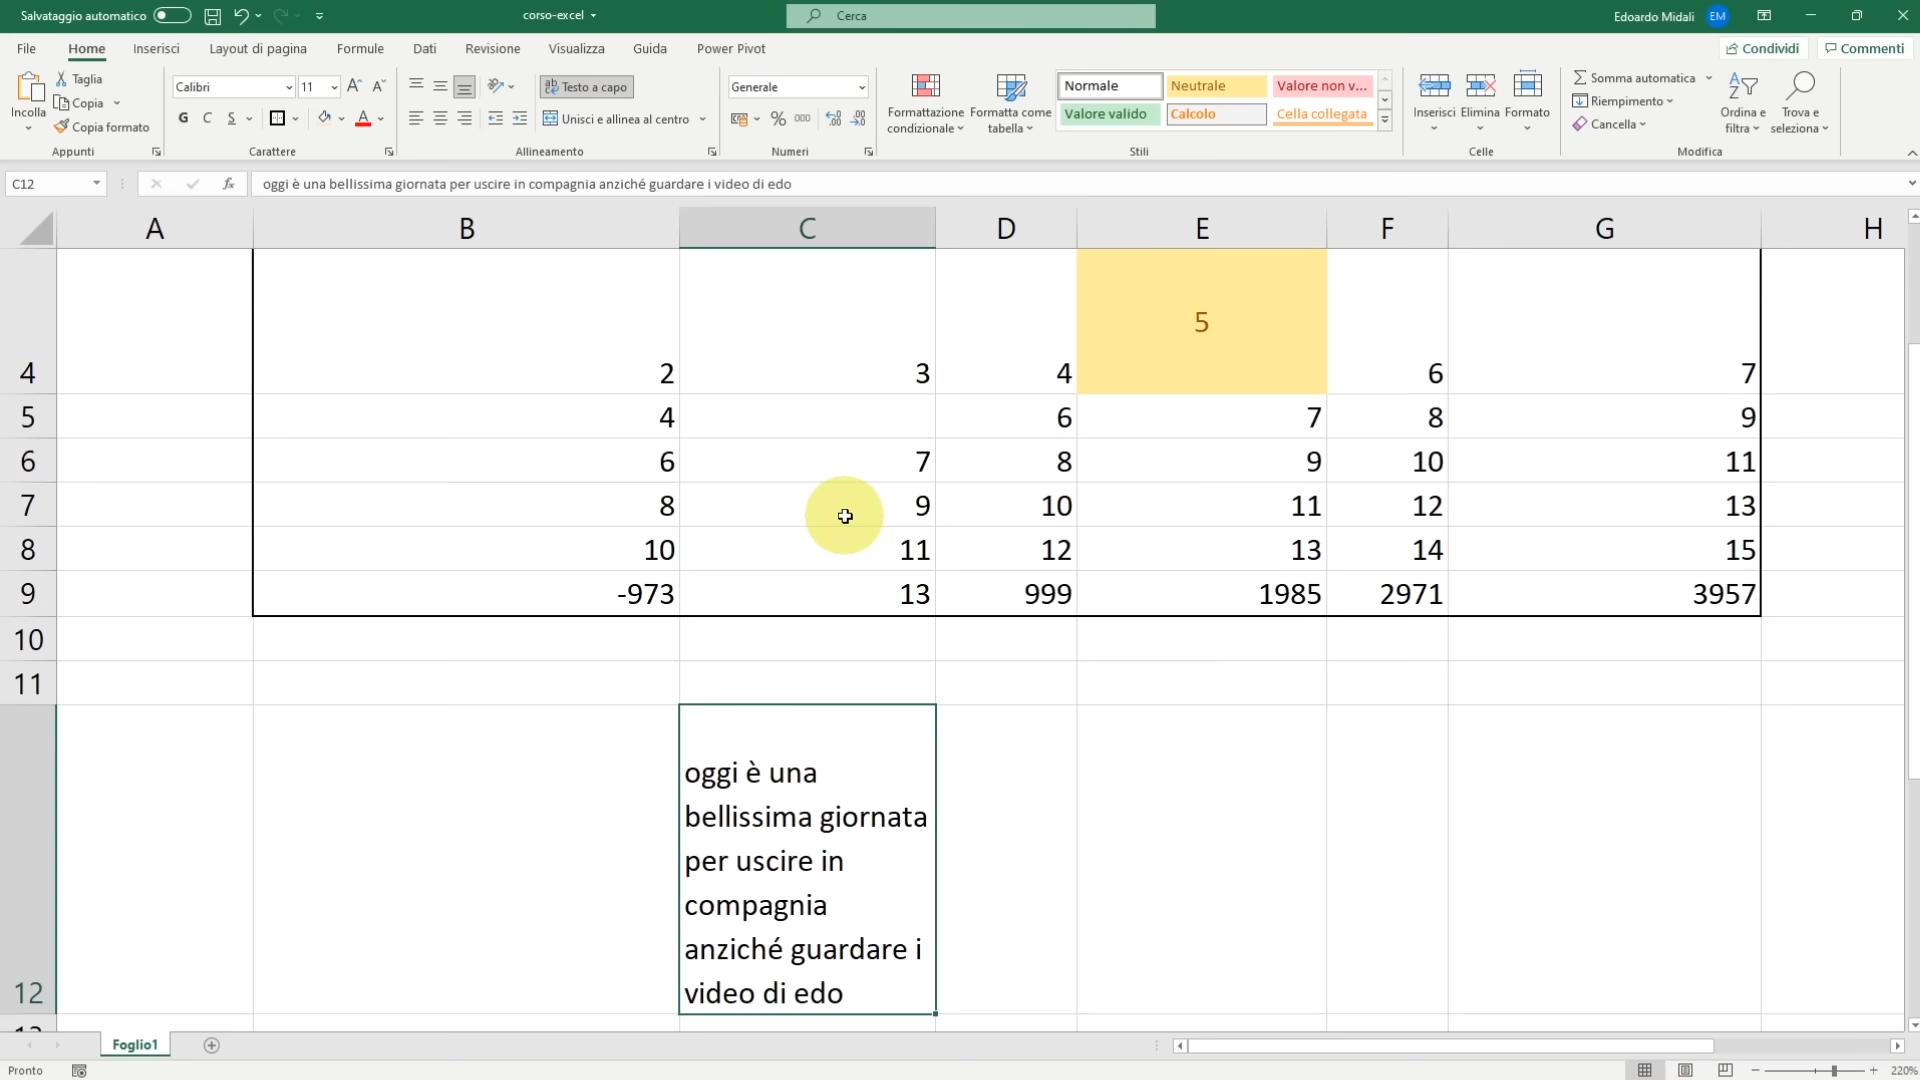 Salvataggio automatico
corso-excel
Cerca
Edoardo Midali EM
File Home Inserisci Layout di pagina Formule Dati Revisione Visualizza Guida Power Pivot
Condividi Commenti
Incolla
Taglia
Copia
Copia formato
Appunti
Calibri 11
G C S
Carattere
Testo a capo
Unisci e allinea al centro
Allineamento
Generale
% 000
Numeri
Formattazione condizionale
Formatta come tabella
Normale Neutrale Valore non v...
Valore valido Calcolo Cella collegata
Stili
Inserisci Elimina Formato
Celle
Somma automatica
Riempimento
Cancella
Ordina e filtra
Trova e seleziona
Modifica
C12 fx oggi è una bellissima giornata per uscire in compagnia anziché guardare i video di edo
A B C D E F G H
4 2 3 4 5 6 7
5 4 6 7 8 9
6 6 7 8 9 10 11
7 8 9 10 11 12 13
8 10 11 12 13 14 15
9 -973 13 999 1985 2971 3957
10
11
12
oggi è una
bellissima giornata
per uscire in
compagnia
anziché guardare i
video di edo
Foglio1
Pronto
220%